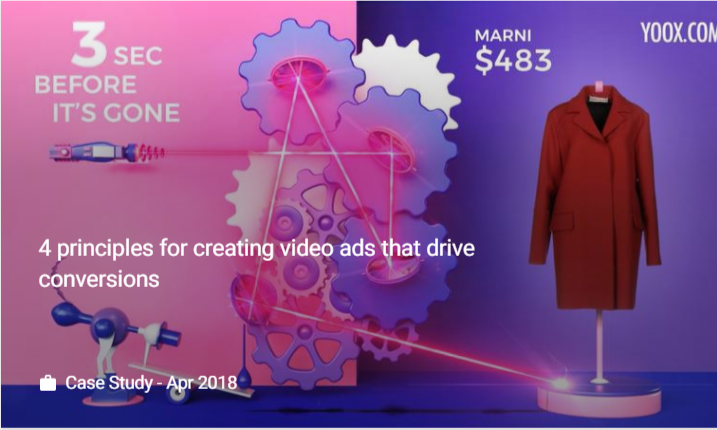 3 SEC
BEFORE
IT'S GONE
MARNI
$483
YOOX.COM
4 principles for creating video ads that drive
conversions
Case Study - Apr 2018